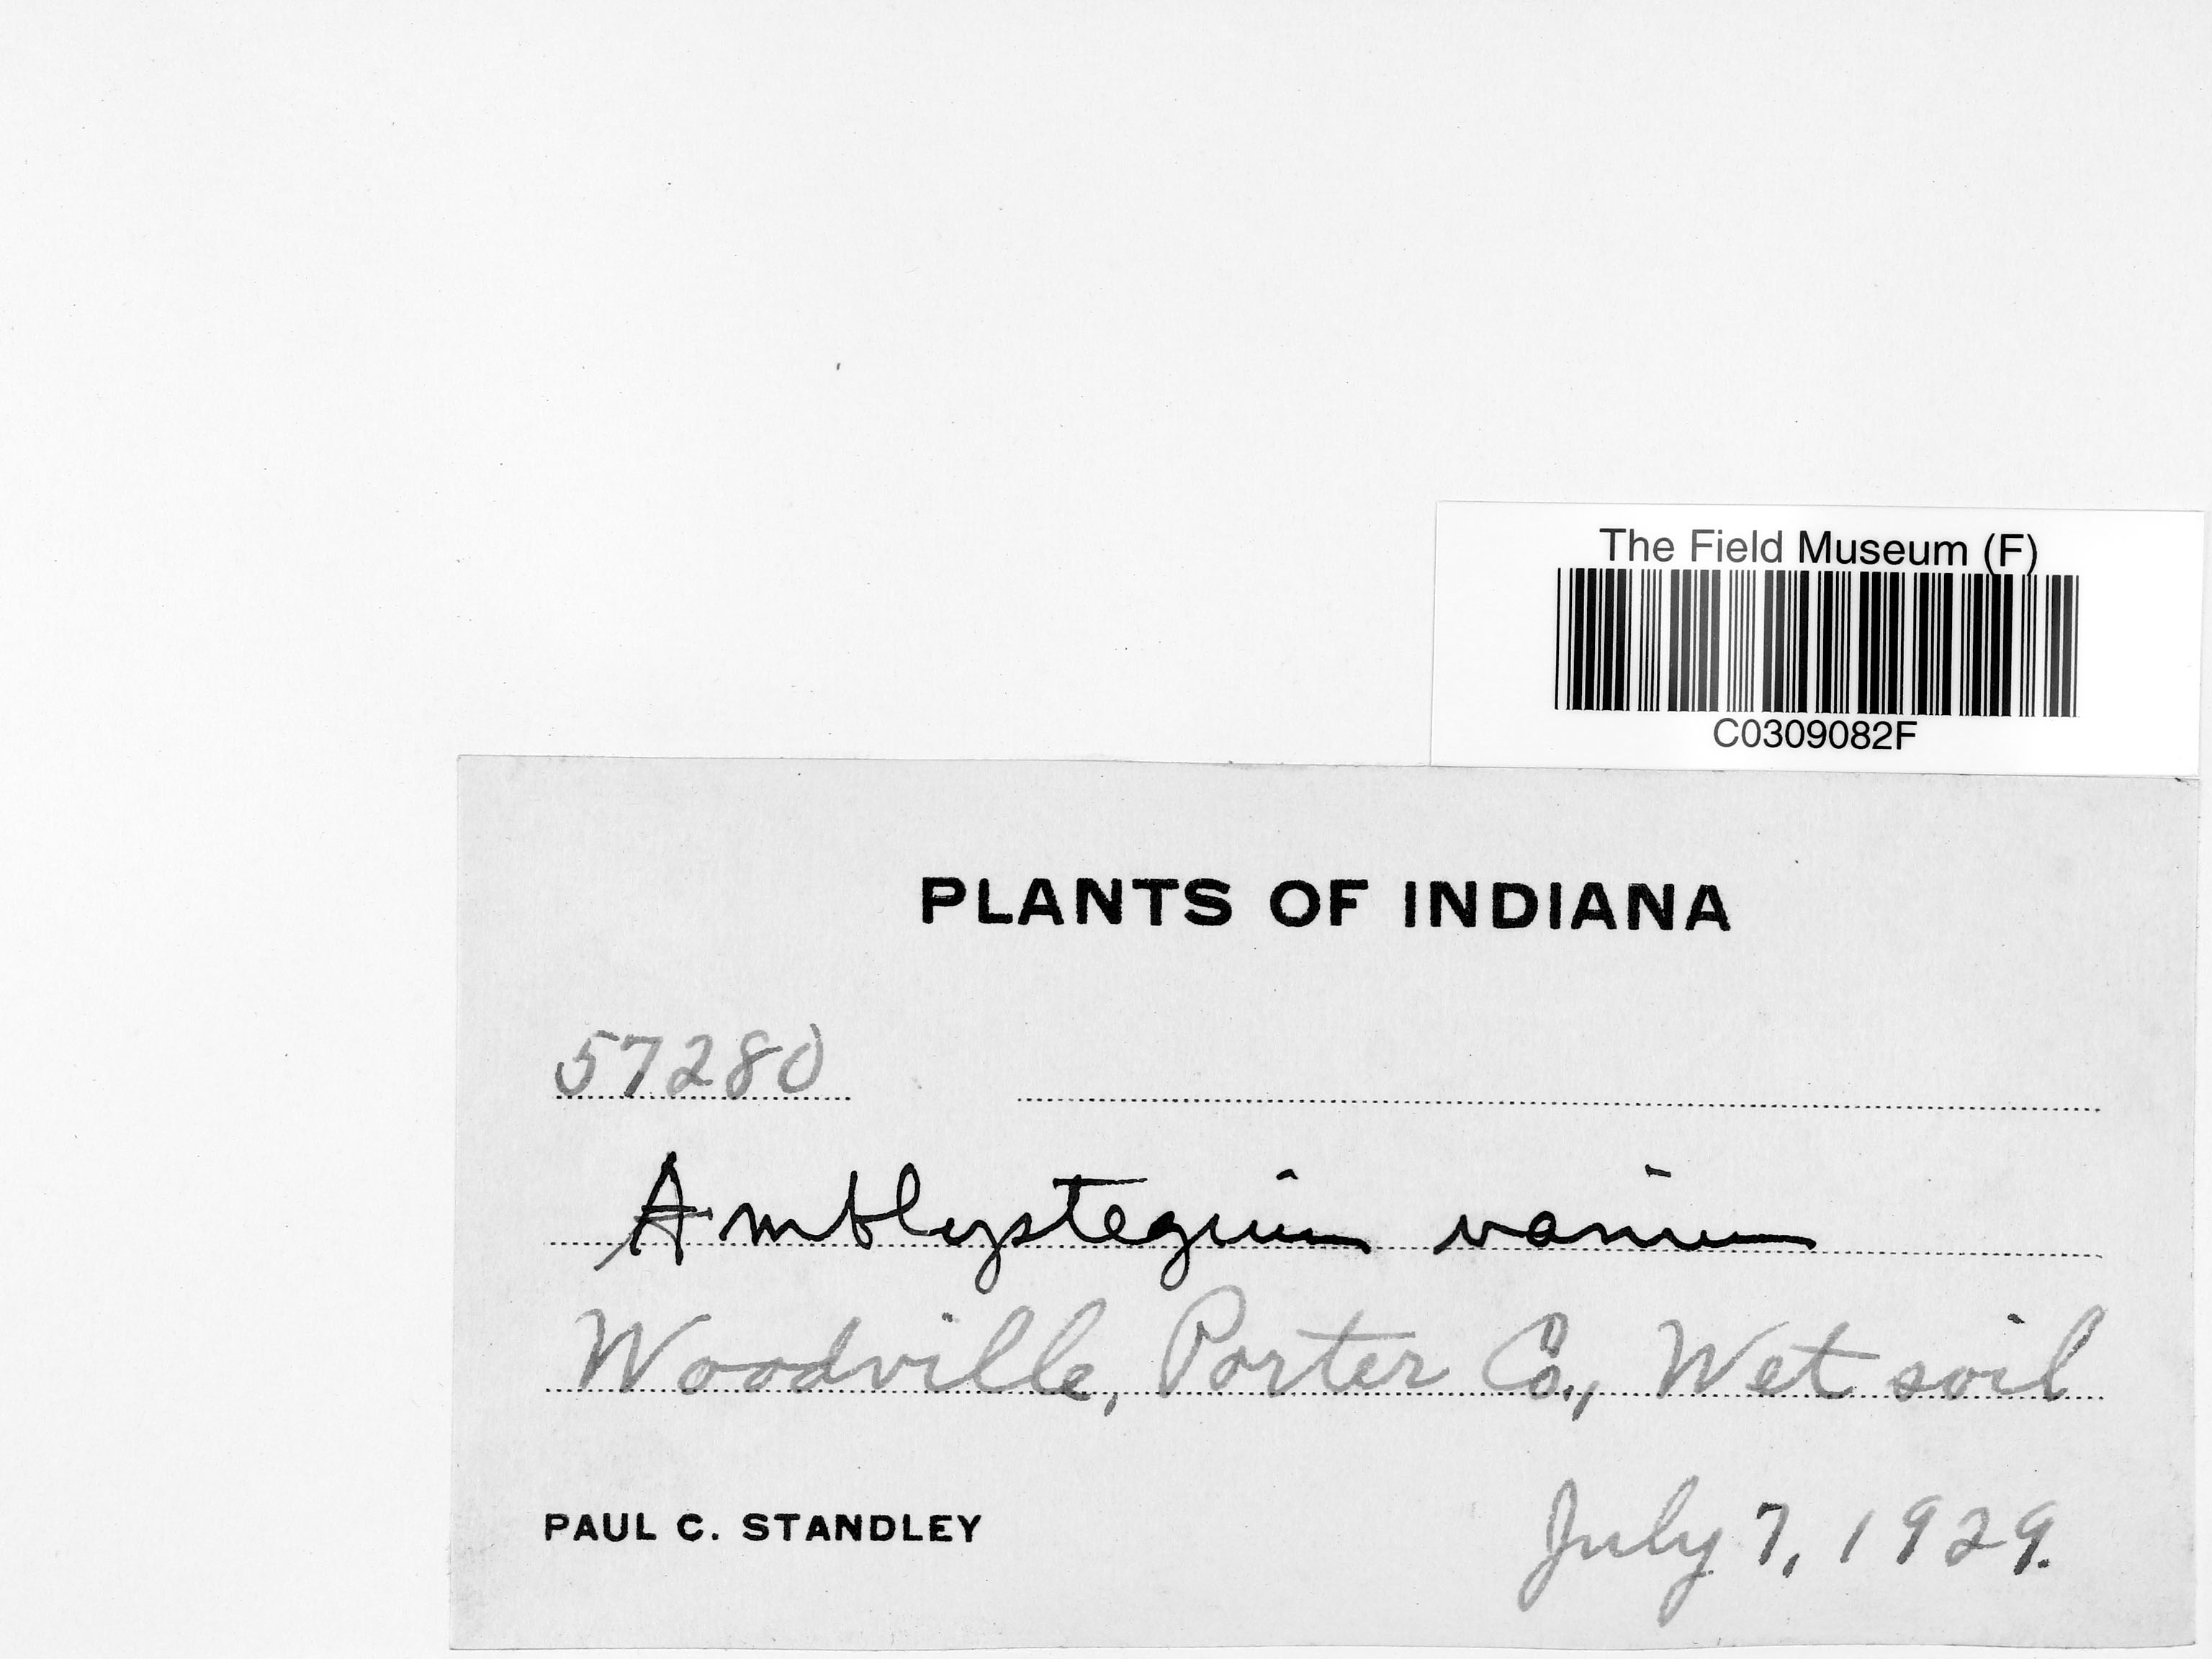 The Field Museum (F)
C0309082F
PLANTS OF INDIANA
57280
Amblystegium varium
Woodville, Porter Co., Wet soil
PAUL C. STANDLEY
July 7, 1929.